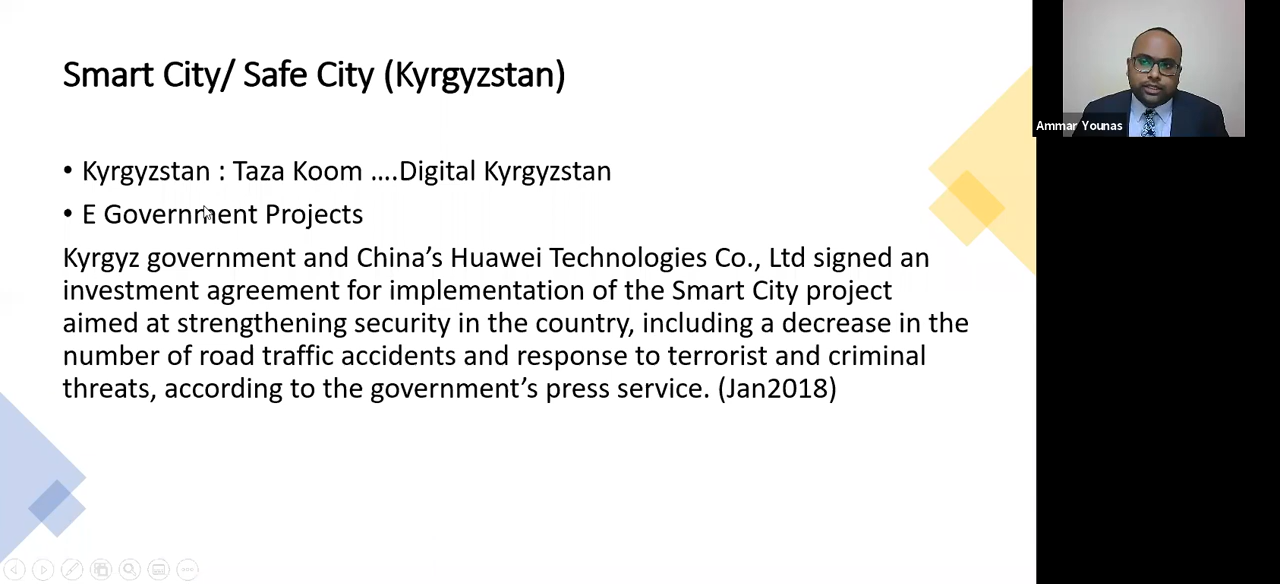 Smart City/ Safe City (Kyrgyzstan)
• Kyrgyzstan : Taza Koom ....Digital Kyrgyzstan
• E Government Projects
Kyrgyz government and China’s Huawei Technologies Co., Ltd signed an
investment agreement for implementation of the Smart City project
aimed at strengthening security in the country, including a decrease in the
number of road traffic accidents and response to terrorist and criminal
threats, according to the government’s press service. (Jan2018)
Ammar Younas